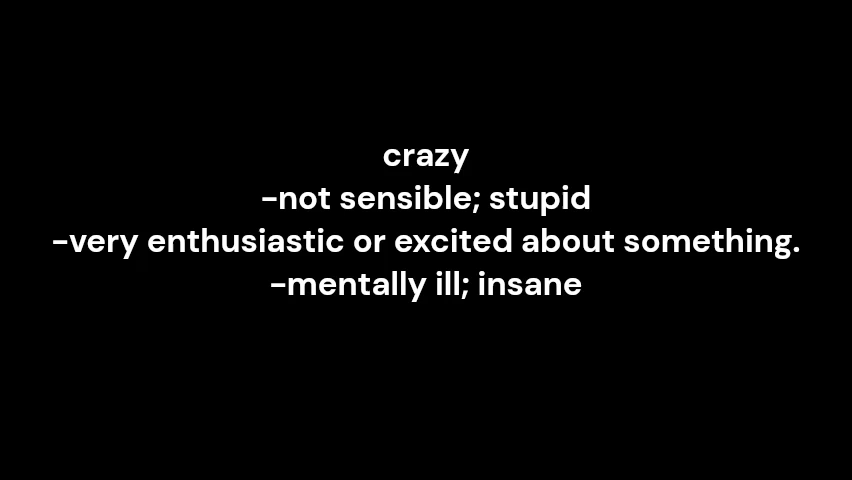 crazy
-not sensible; stupid
-very enthusiastic or excited about something.
-mentally ill; insane